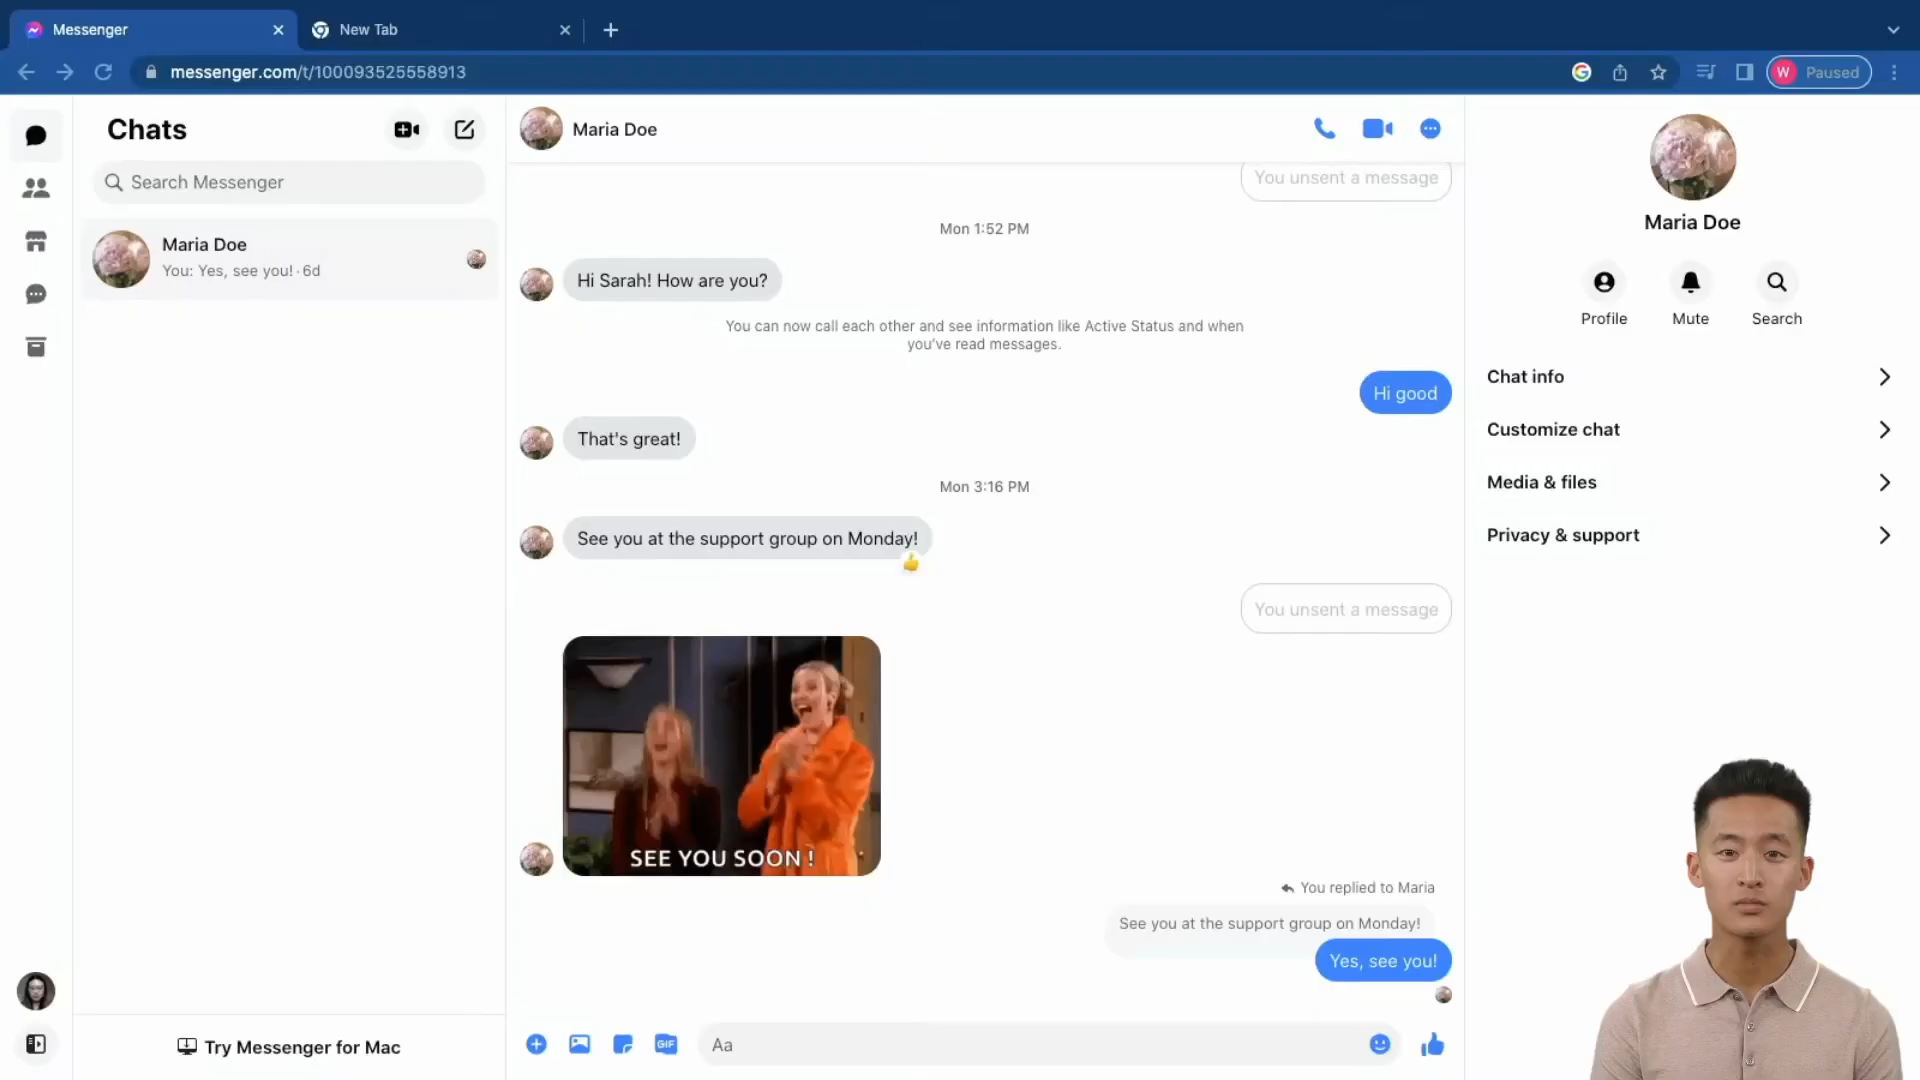 Messenger
New Tab
messenger.com/t/100093525558913
W
Paused
Chats
Search Messenger
Maria Doe
You: Yes, see you! · 6d
Try Messenger for Mac
Maria Doe
You unsent a message
Mon 1:52 PM
Hi Sarah! How are you?
You can now call each other and see information like Active Status and when
you've read messages.
Hi good
That's great!
Mon 3:16 PM
See you at the support group on Monday!
You unsent a message
SEE YOU SOON !
You replied to Maria
See you at the support group on Monday!
Yes, see you!
GIF
Aa
Maria Doe
Profile
Mute
Search
Chat info
Customize chat
Media & files
Privacy & support